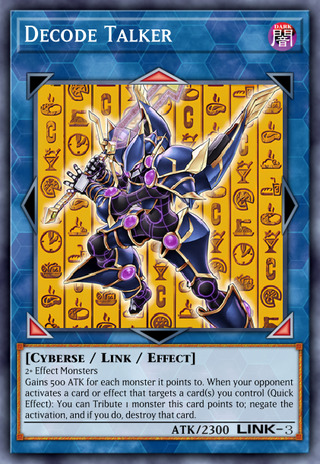 Decode Talker
DARK
闇
[Cyberse / Link / Effect]
2+ Effect Monsters
Gains 500 ATK for each monster it points to. When your opponent
activates a card or effect that targets a card(s) you control (Quick
Effect): You can Tribute 1 monster this card points to; negate the
activation, and if you do, destroy that card.
ATK/2300 LINK-3